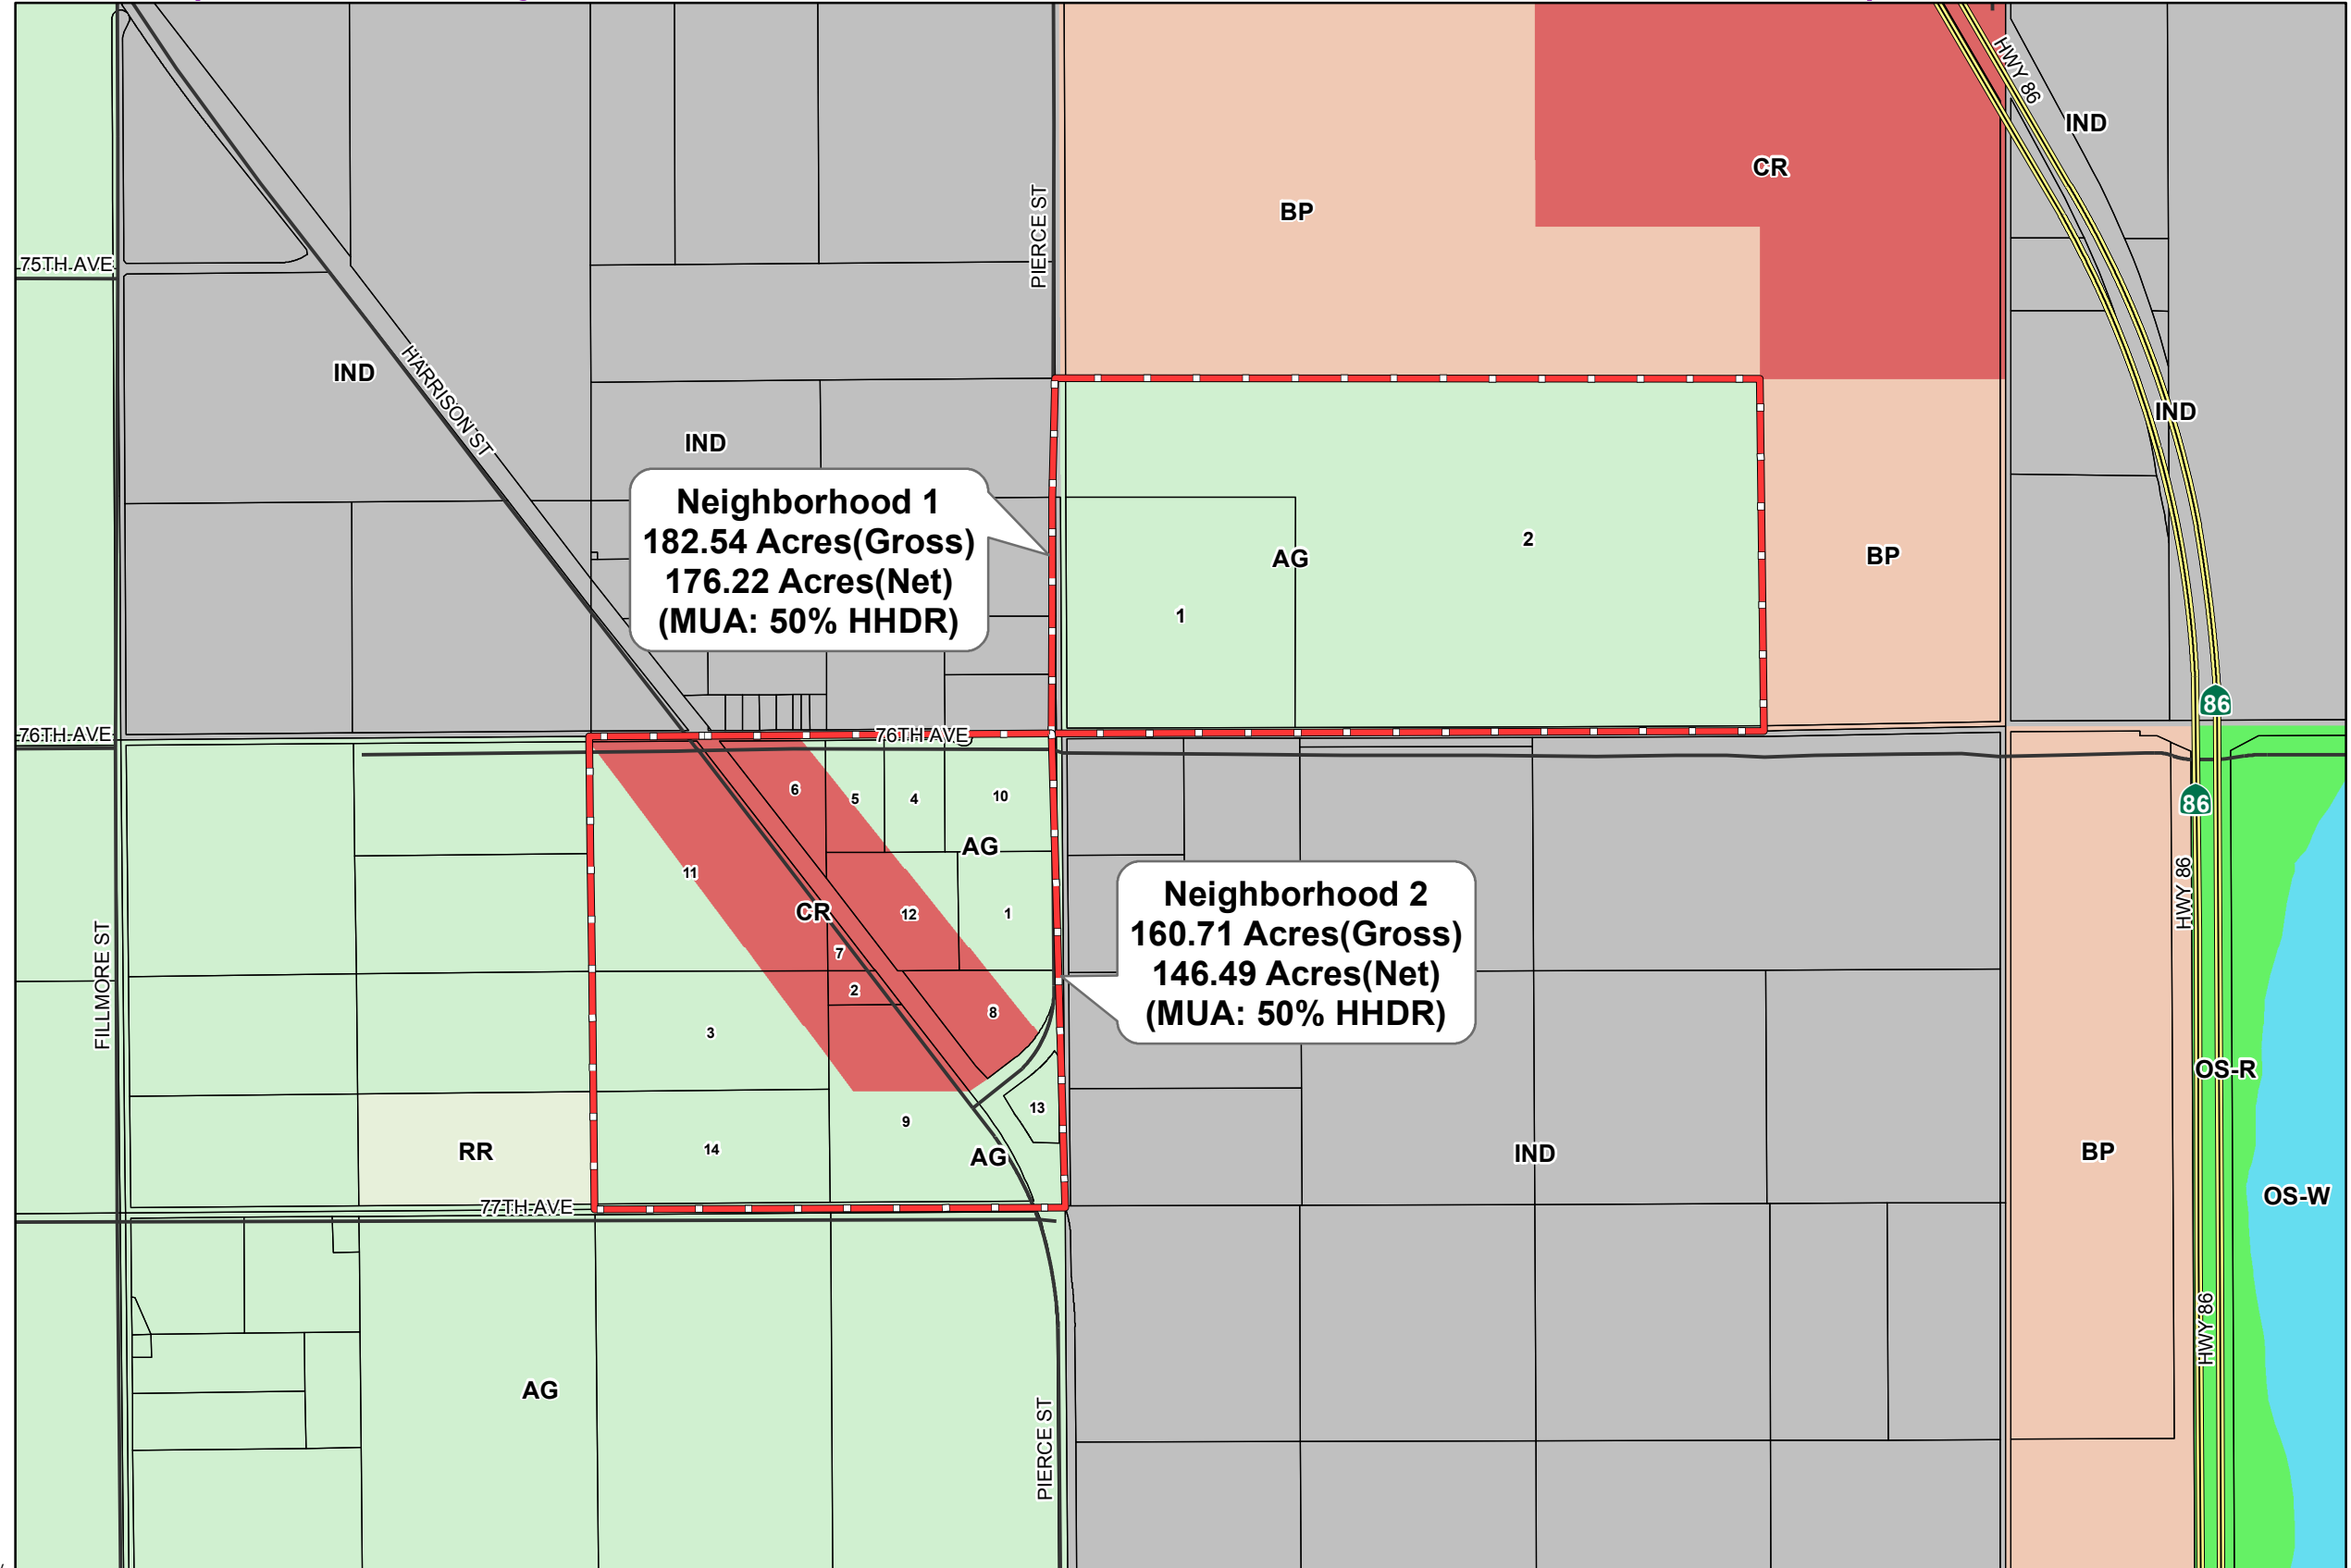 HWY 86
IND
CR
PIERCE ST
BP
75TH AVE
IND
HARRISON ST
IND
IND
Neighborhood 1
182.54 Acres(Gross)
176.22 Acres(Net)
(MUA: 50% HHDR)
AG
2
1
BP
86
76TH AVE
76TH AVE
6
5
4
10
AG
86
11
CR
12
1
7
2
8
3
Neighborhood 2
160.71 Acres(Gross)
146.49 Acres(Net)
(MUA: 50% HHDR)
HWY 86
FILLMORE ST
OS-R
13
9
14
AG
RR
IND
BP
OS-W
77TH AVE
HWY 86
AG
PIERCE ST